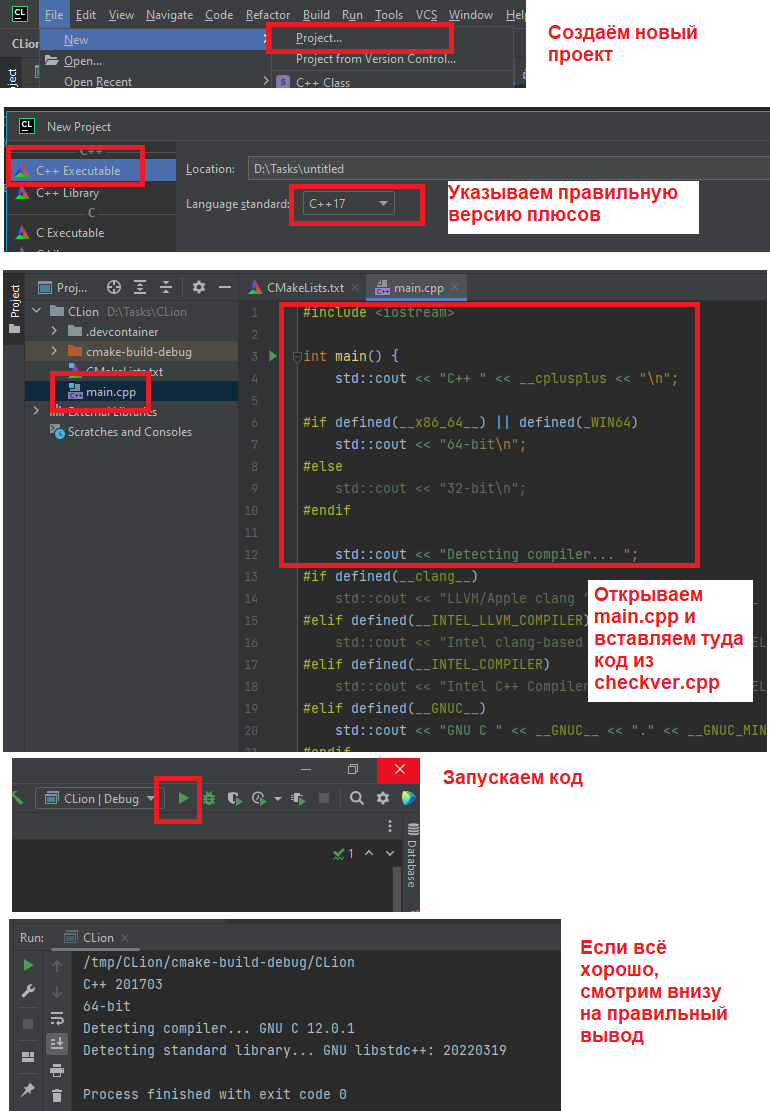 CL File Edit View Navigate Code Refactor Build Run Tools VCS Window Help
CLion
New Project...
Open... Project from Version Control...
Open Recent C++ Class
Создаём новый
проект
CL New Project
C++
C++ Executable
C++ Library
C
C Executable
Location: D:\Tasks\untitled
Language standard: C++17
Указываем правильную
версию плюсов
Project
Proj...
CLion D:\Tasks\CLion
.devcontainer
cmake-build-debug
CMakeLists.txt
main.cpp
External Libraries
Scratches and Consoles
CMakeLists.txt main.cpp
1 #include <iostream>
2
3 int main() {
4 std::cout << "C++ " << __cplusplus << "\n";
5
6 #if defined(__x86_64__) || defined(_WIN64)
7 std::cout << "64-bit\n";
8 #else
9 std::cout << "32-bit\n";
10 #endif
11
12 std::cout << "Detecting compiler... ";
13 #if defined(__clang__)
14 std::cout << "LLVM/Apple clang "
15 #elif defined(__INTEL_LLVM_COMPILER)
16 std::cout << "Intel clang-based
17 #elif defined(__INTEL_COMPILER)
18 std::cout << "Intel C++ Compiler
19 #elif defined(__GNUC__)
20 std::cout << "GNU C " << __GNUC__ << "." << __GNUC_MIN
21 #endif
Открываем
main.cpp и
вставляем туда
код из
checkver.cpp
CLion | Debug
1
Database
Запускаем код
Run: CLion
/tmp/CLion/cmake-build-debug/CLion
C++ 201703
64-bit
Detecting compiler... GNU C 12.0.1
Detecting standard library... GNU libstdc++: 20220319
Process finished with exit code 0
Если всё
хорошо,
смотрим внизу
на правильный
вывод